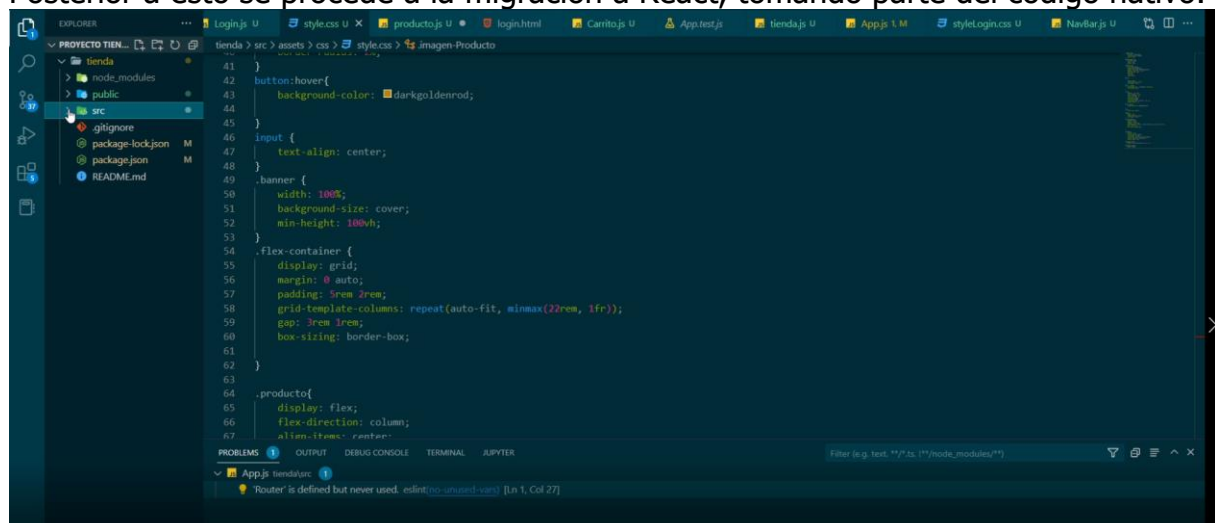 Posterior a esto se procede a la migración a React, tomando parte del código nativo.
EXPLORER ··· Login.js U style.css U × producto.js U ● login.html Carrito.js U App.test.js tienda.js U App.js 1, M styleLogin.css U NavBar.js U ···
PROYECTO TIEN...
tienda > src > assets > css > style.css > .imagen-Producto
tienda
node_modules
public
src
.gitignore
package-lock.json M
package.json M
README.md
37
1
5
41 }
42 button:hover{
43 background-color: darkgoldenrod;
44
45 }
46 input {
47 text-align: center;
48 }
49 .banner {
50 width: 100%;
51 background-size: cover;
52 min-height: 100vh;
53 }
54 .flex-container {
55 display: grid;
56 margin: 0 auto;
57 padding: 5rem 2rem;
58 grid-template-columns: repeat(auto-fit, minmax(22rem, 1fr));
59 gap: 3rem 1rem;
60 box-sizing: border-box;
61
62 }
63
64 .producto{
65 display: flex;
66 flex-direction: column;
67 align-items: center;
PROBLEMS 1 OUTPUT DEBUG CONSOLE TERMINAL JUPYTER Filter (e.g. text, **/*.ts, !**/node_modules/**)
App.js tienda\src 1
'Router' is defined but never used. eslint(no-unused-vars) [Ln 1, Col 27]